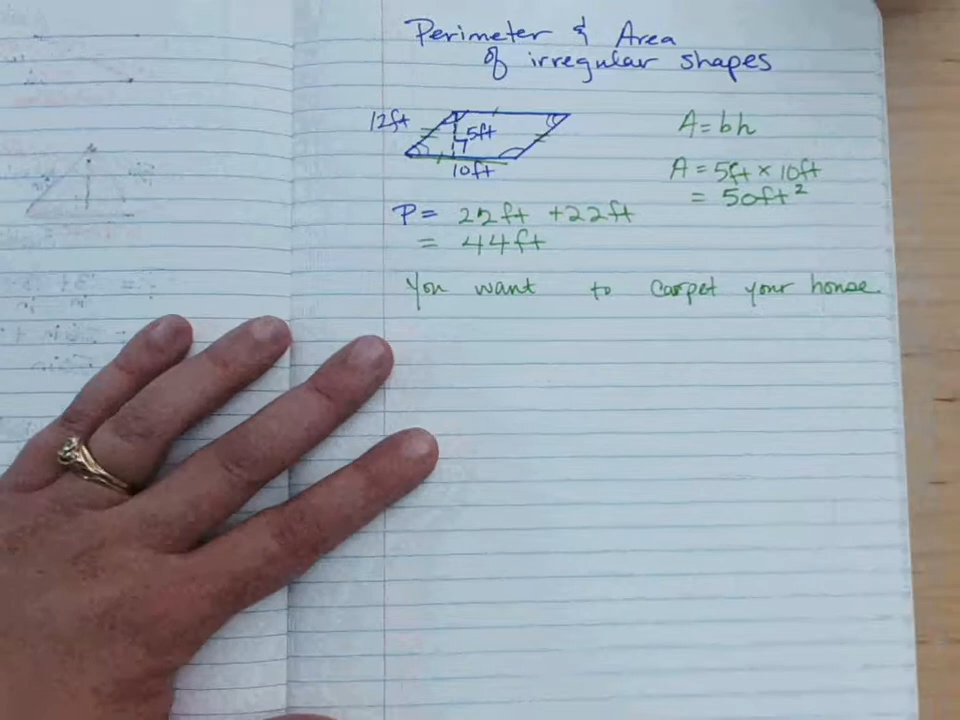 Perimeter & Area
of irregular shapes
12ft
5ft
10ft
A = bh
A = 5ft × 10ft
= 50ft²
P = 22ft + 22ft
= 44ft
You want to carpet your house.